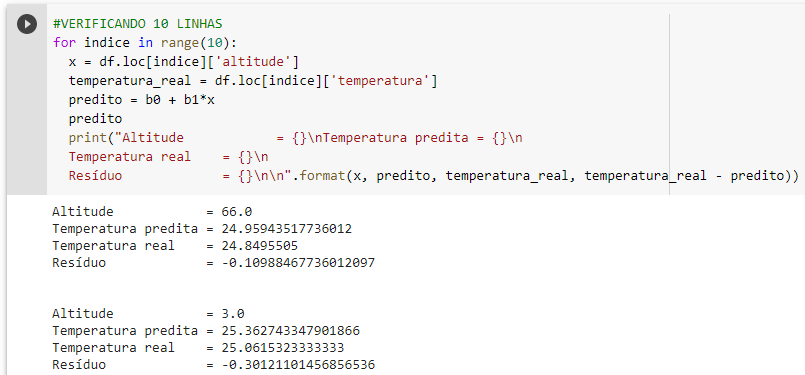 #VERIFICANDO 10 LINHAS
for indice in range(10):
  x = df.loc[indice]['altitude']
  temperatura_real = df.loc[indice]['temperatura']
  predito = b0 + b1*x
  predito
  print("Altitude            = {}\nTemperatura predita = {}\n
  Temperatura real    = {}\n
  Resíduo             = {}\n\n".format(x, predito, temperatura_real, temperatura_real - predito))
Altitude            = 66.0
Temperatura predita = 24.95943517736012
Temperatura real    = 24.8495505
Resíduo             = -0.10988467736012097
Altitude            = 3.0
Temperatura predita = 25.362743347901866
Temperatura real    = 25.0615323333333
Resíduo             = -0.30121101456856536